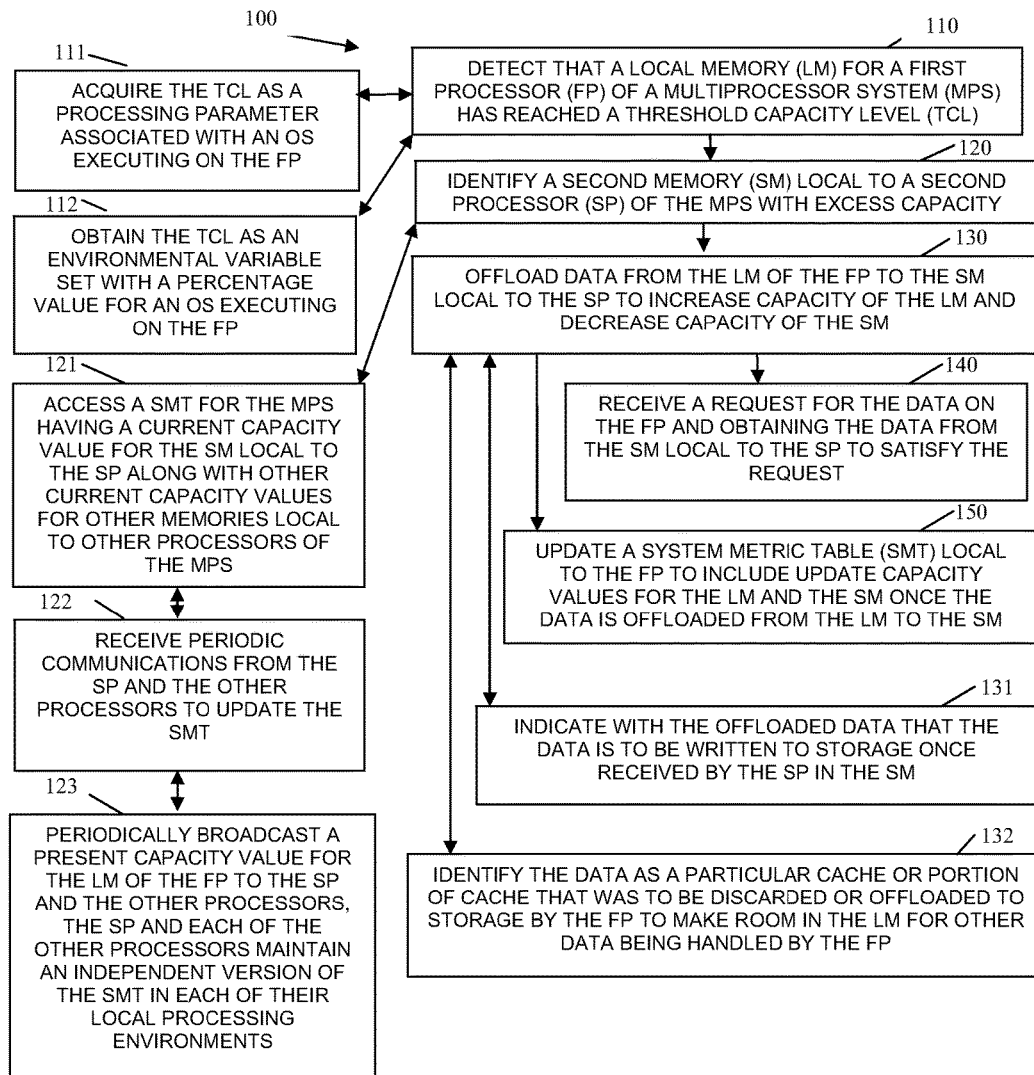 100
110
DETECT THAT A LOCAL MEMORY (LM) FOR A FIRST
PROCESSOR (FP) OF A MULTIPROCESSOR SYSTEM (MPS)
HAS REACHED A THRESHOLD CAPACITY LEVEL (TCL)
111
ACQUIRE THE TCL AS A
PROCESSING PARAMETER
ASSOCIATED WITH AN OS
EXECUTING ON THE FP
112
OBTAIN THE TCL AS AN
ENVIRONMENTAL VARIABLE
SET WITH A PERCENTAGE
VALUE FOR AN OS EXECUTING
ON THE FP
120
IDENTIFY A SECOND MEMORY (SM) LOCAL TO A SECOND
PROCESSOR (SP) OF THE MPS WITH EXCESS CAPACITY
121
ACCESS A SMT FOR THE MPS
HAVING A CURRENT CAPACITY
VALUE FOR THE SM LOCAL TO
THE SP ALONG WITH OTHER
CURRENT CAPACITY VALUES
FOR OTHER MEMORIES LOCAL
TO OTHER PROCESSORS OF
THE MPS
122
RECEIVE PERIODIC
COMMUNICATIONS FROM THE
SP AND THE OTHER
PROCESSORS TO UPDATE THE
SMT
123
PERIODICALLY BROADCAST A
PRESENT CAPACITY VALUE FOR
THE LM OF THE FP TO THE SP
AND THE OTHER PROCESSORS,
THE SP AND EACH OF THE
OTHER PROCESSORS MAINTAIN
AN INDEPENDENT VERSION OF
THE SMT IN EACH OF THEIR
LOCAL PROCESSING
ENVIRONMENTS
130
OFFLOAD DATA FROM THE LM OF THE FP TO THE SM
LOCAL TO THE SP TO INCREASE CAPACITY OF THE LM AND
DECREASE CAPACITY OF THE SM
140
RECEIVE A REQUEST FOR THE DATA ON
THE FP AND OBTAINING THE DATA FROM
THE SM LOCAL TO THE SP TO SATISFY THE
REQUEST
150
UPDATE A SYSTEM METRIC TABLE (SMT) LOCAL
TO THE FP TO INCLUDE UPDATE CAPACITY
VALUES FOR THE LM AND THE SM ONCE THE
DATA IS OFFLOADED FROM THE LM TO THE SM
131
INDICATE WITH THE OFFLOADED DATA THAT THE
DATA IS TO BE WRITTEN TO STORAGE ONCE
RECEIVED BY THE SP IN THE SM
132
IDENTIFY THE DATA AS A PARTICULAR CACHE OR PORTION
OF CACHE THAT WAS TO BE DISCARDED OR OFFLOADED TO
STORAGE BY THE FP TO MAKE ROOM IN THE LM FOR OTHER
DATA BEING HANDLED BY THE FP